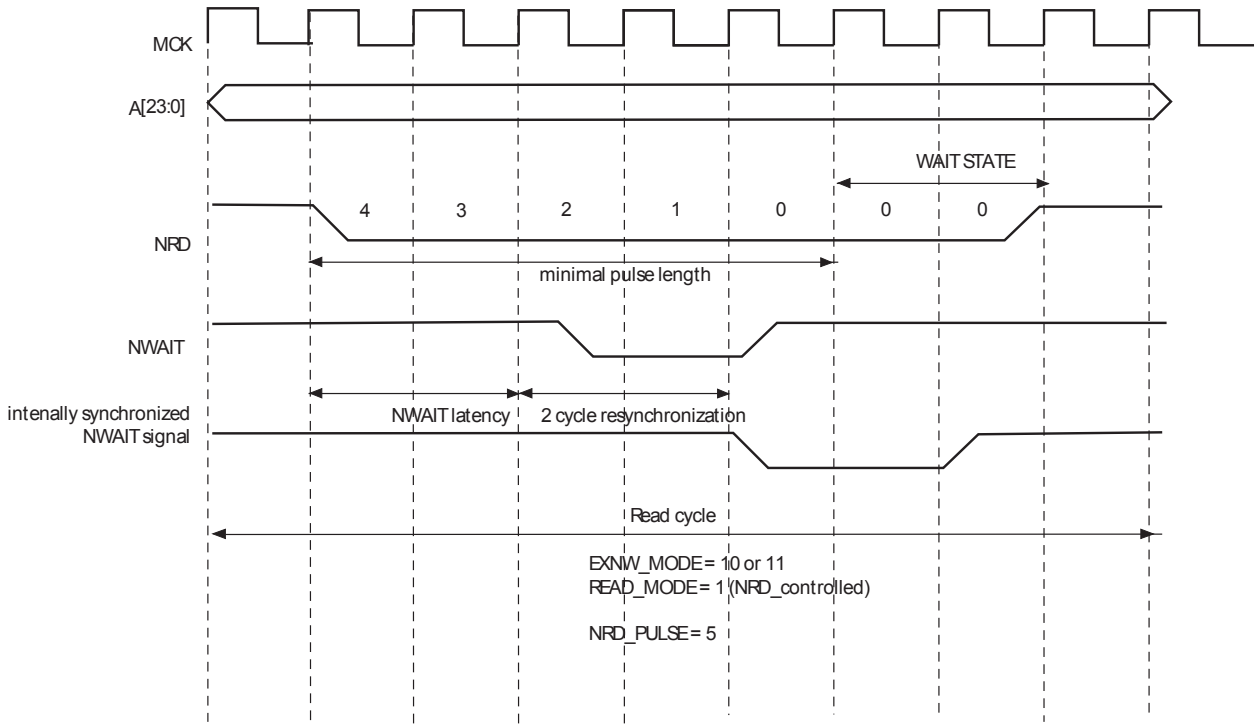 MCK
A[23:0]
WAIT STATE
4 3 2 1 0 0 0
NRD
minimal pulse length
NWAIT
intenally synchronized
NWAIT signal
NWAIT latency
2 cycle resynchronization
Read cycle
EXNW_MODE = 10 or 11
READ_MODE = 1 (NRD_controlled)
NRD_PULSE = 5